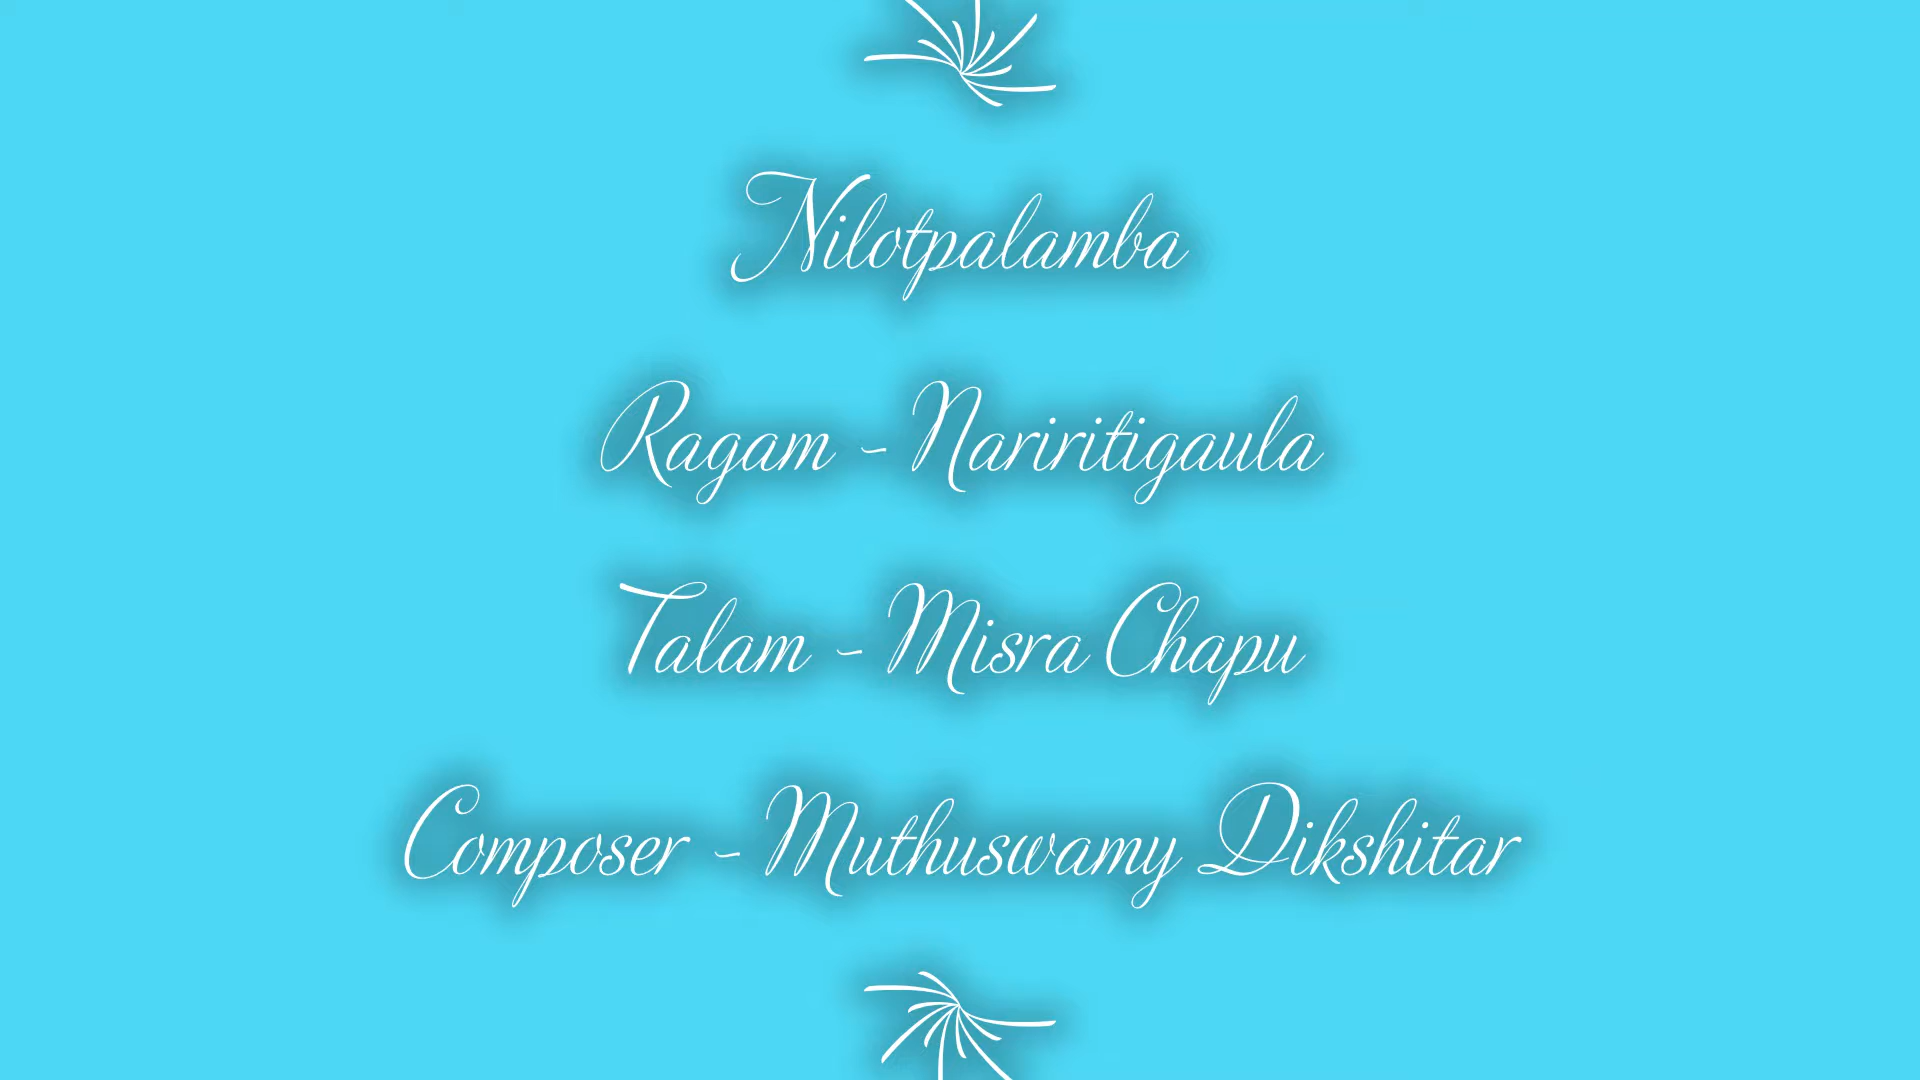 Nilotpalamba
Ragam - Nariritigaula
Talam - Misra Chapu
Composer - Muthuswamy Dikshitar